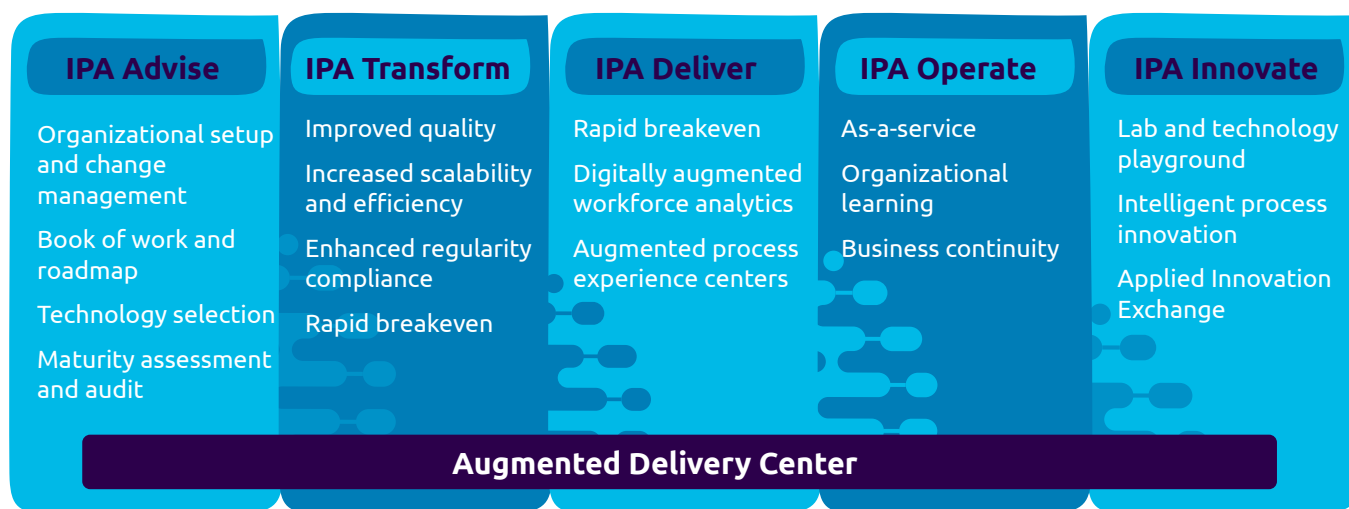 IPA Advise
Organizational setup
and change
management
Book of work and
roadmap
Technology selection
Maturity assessment
and audit
IPA Transform
Improved quality
Increased scalability
and efficiency
Enhanced regularity
compliance
Rapid breakeven
IPA Deliver
Rapid breakeven
Digitally augmented
workforce analytics
Augmented process
experience centers
IPA Operate
As-a-service
Organizational
learning
Business continuity
IPA Innovate
Lab and technology
playground
Intelligent process
innovation
Applied Innovation
Exchange
Augmented Delivery Center